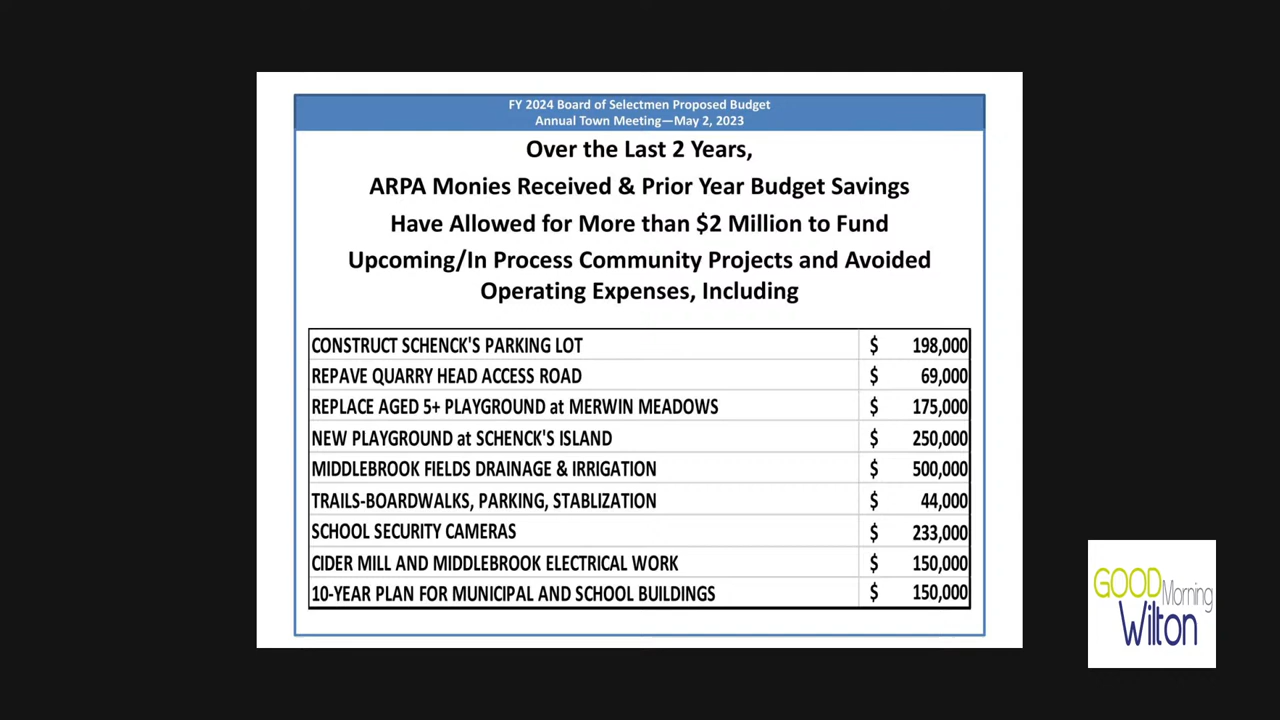 FY 2024 Board of Selectmen Proposed Budget
Annual Town Meeting—May 2, 2023
Over the Last 2 Years,
ARPA Monies Received & Prior Year Budget Savings
Have Allowed for More than $2 Million to Fund
Upcoming/In Process Community Projects and Avoided
Operating Expenses, Including
CONSTRUCT SCHENCK'S PARKING LOT $ 198,000
REPAVE QUARRY HEAD ACCESS ROAD $ 69,000
REPLACE AGED 5+ PLAYGROUND at MERWIN MEADOWS $ 175,000
NEW PLAYGROUND at SCHENCK'S ISLAND $ 250,000
MIDDLEBROOK FIELDS DRAINAGE & IRRIGATION $ 500,000
TRAILS-BOARDWALKS, PARKING, STABLIZATION $ 44,000
SCHOOL SECURITY CAMERAS $ 233,000
CIDER MILL AND MIDDLEBROOK ELECTRICAL WORK $ 150,000
10-YEAR PLAN FOR MUNICIPAL AND SCHOOL BUILDINGS $ 150,000
GOOD Morning
Wilton